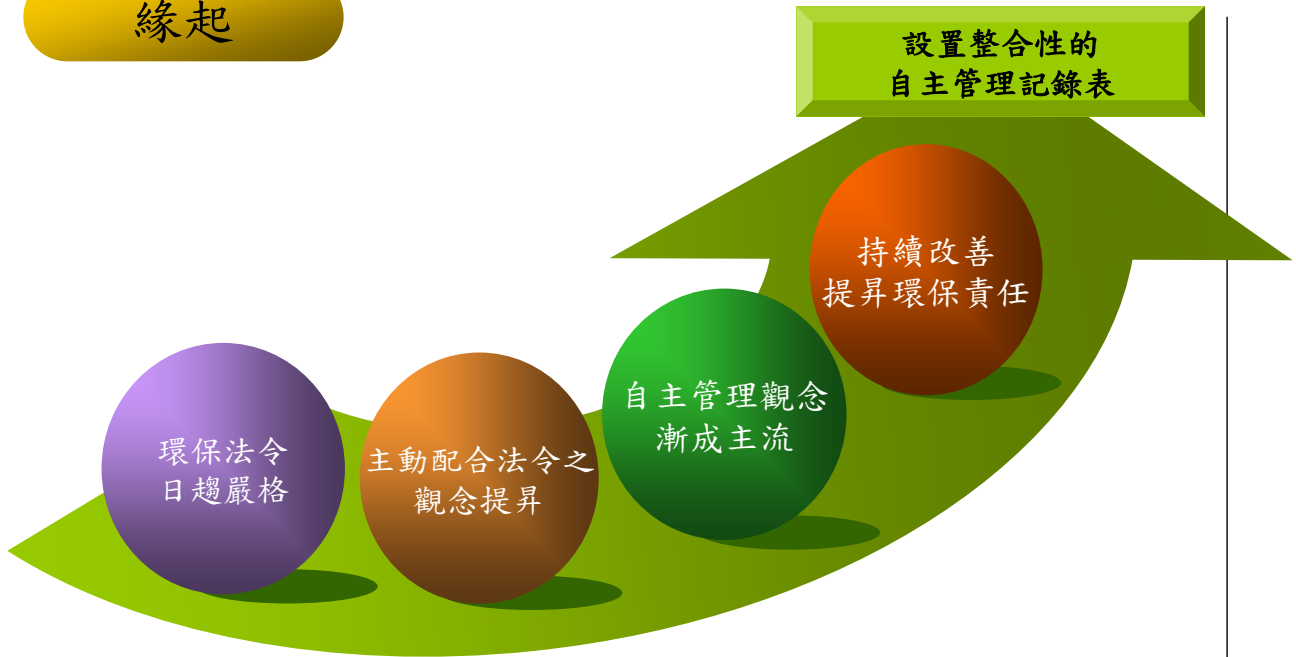 緣起
設置整合性的
自主管理記錄表
持續改善
提昇環保責任
自主管理觀念
漸成主流
主動配合法令之
觀念提昇
環保法令
日趨嚴格